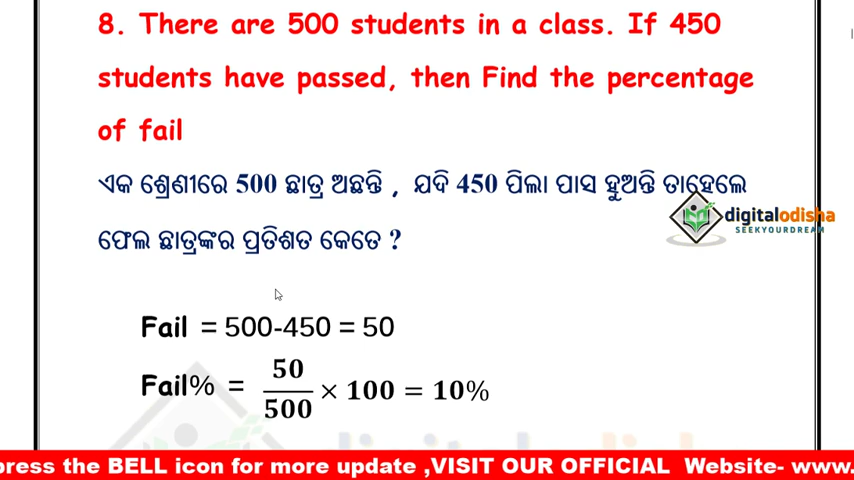 8. There are 500 students in a class. If 450
students have passed, then Find the percentage
of fail
ଏକ ଶ୍ରେଣୀରେ 500 ଛାତ୍ର ଅଛନ୍ତି , ଯଦି 450 ପିଲା ପାସ ହୁଅନ୍ତି ତାହେଲେ
digitalodisha
SEEKYOURDREAM
ଫେଲ ଛାତ୍ରଙ୍କର ପ୍ରତିଶତ କେତେ ?
Fail = 500-450 = 50
Fail% = 50/500 × 100 = 10%
press the BELL icon for more update ,VISIT OUR OFFICIAL Website- www.